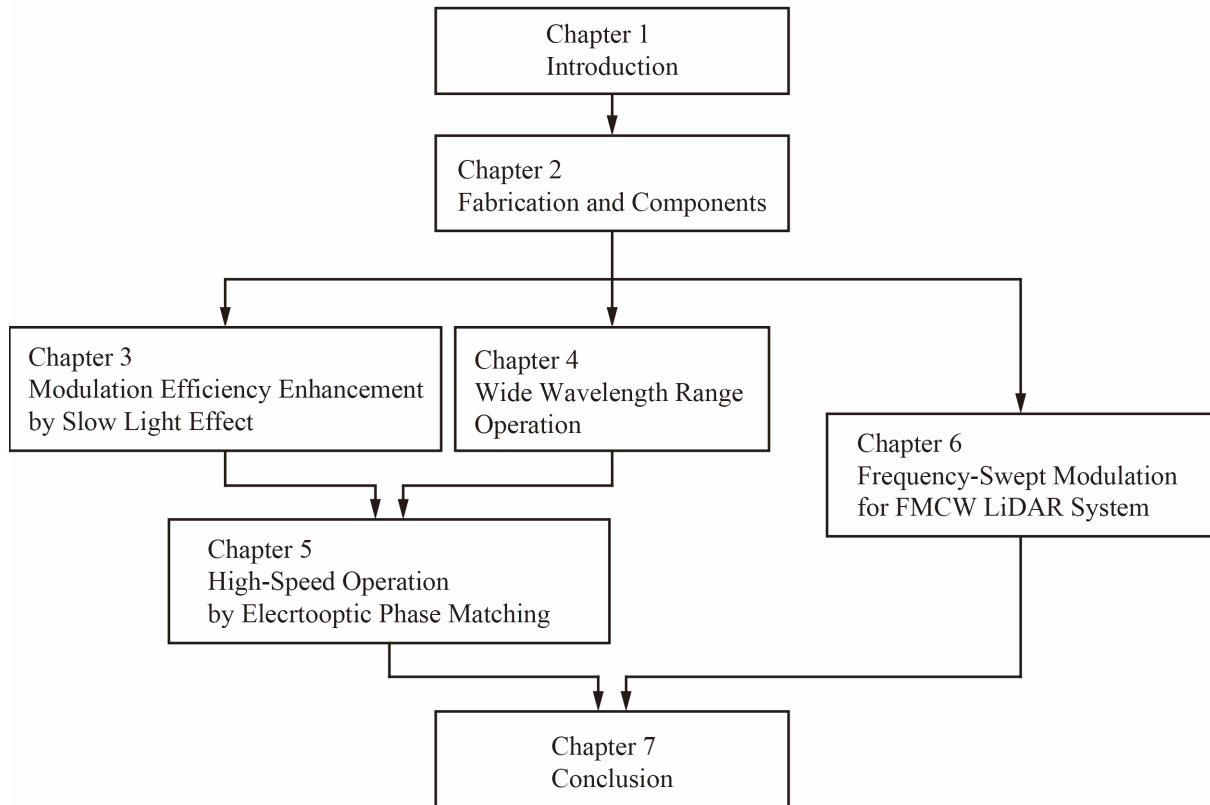 Chapter 1
Introduction
Chapter 2
Fabrication and Components
Chapter 3
Modulation Efficiency Enhancement
by Slow Light Effect
Chapter 4
Wide Wavelength Range
Operation
Chapter 6
Frequency-Swept Modulation
for FMCW LiDAR System
Chapter 5
High-Speed Operation
by Elecrtooptic Phase Matching
Chapter 7
Conclusion